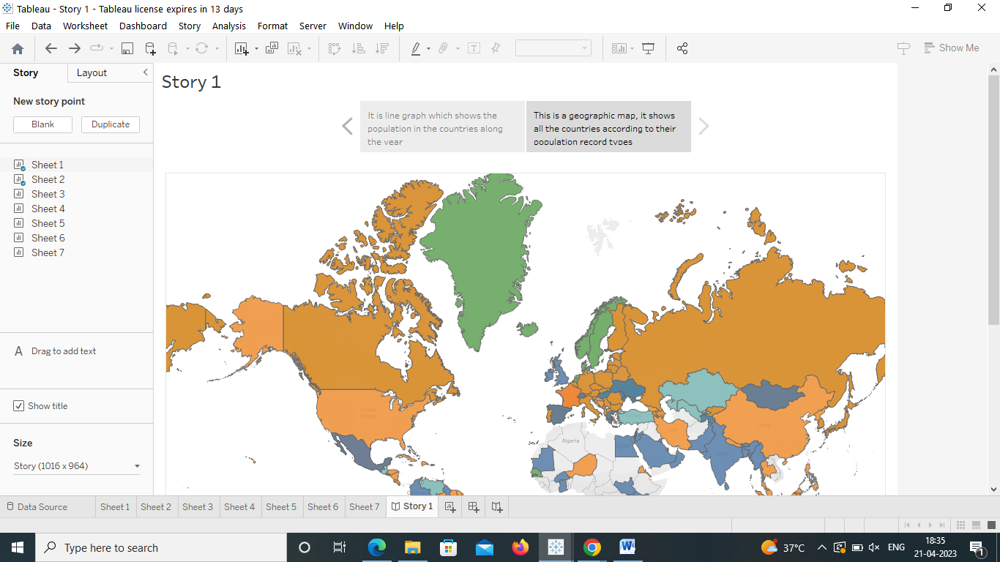 Tableau - Story 1 - Tableau license expires in 13 days
File Data Worksheet Dashboard Story Analysis Format Server Window Help
Show Me
Story Layout
New story point
Blank Duplicate
Sheet 1
Sheet 2
Sheet 3
Sheet 4
Sheet 5
Sheet 6
Sheet 7
A Drag to add text
Show title
Size
Story (1016 x 964)
Story 1
It is line graph which shows the
population in the countries along
the year
This is a geographic map, it shows
all the countries according to their
population record types
United
States
Algeria
Egypt
China
India
Data Source Sheet 1 Sheet 2 Sheet 3 Sheet 4 Sheet 5 Sheet 6 Sheet 7 Story 1
Type here to search
37°C ENG
18:35
21-04-2023
1